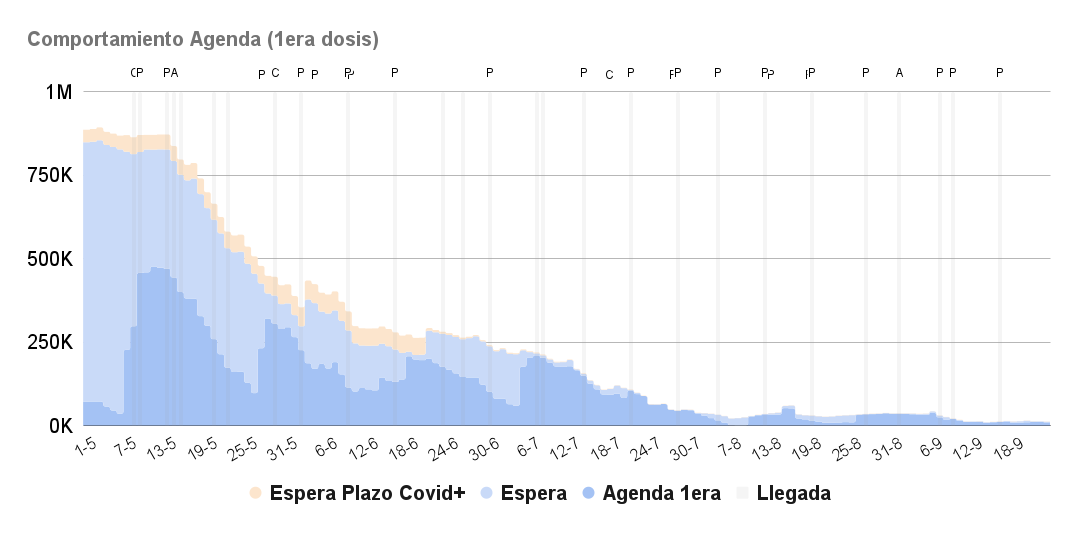 Comportamiento Agenda (1era dosis)
P P A P C P P P P P P C P P P P P P P A P P P
1M
750K
500K
250K
0K
1-5 7-5 13-5 19-5 25-5 31-5 6-6 12-6 18-6 24-6 30-6 6-7 12-7 18-7 24-7 30-7 8-7 13-8 19-8 25-8 31-8 6-9 12-9 18-9
Espera Plazo Covid+ Espera Agenda 1era Llegada